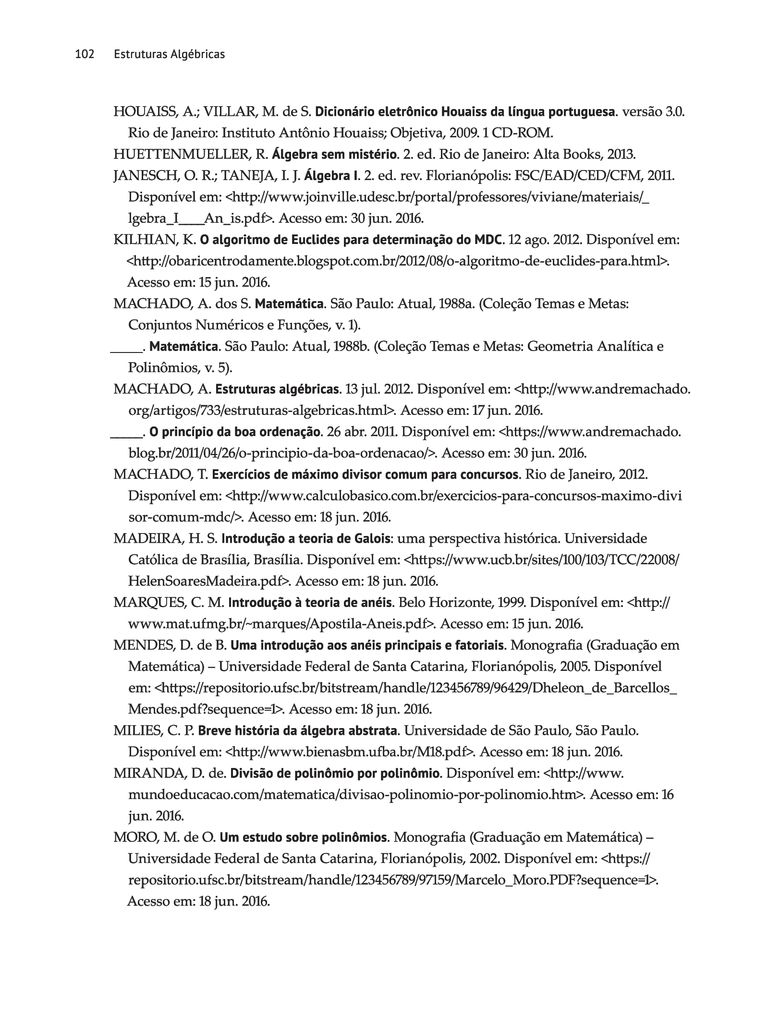 102 Estruturas Algébricas
HOUAISS, A.; VILLAR, M. de S. Dicionário eletrônico Houaiss da língua portuguesa. versão 3.0.
Rio de Janeiro: Instituto Antônio Houaiss; Objetiva, 2009. 1 CD-ROM.
HUETTENMUELLER, R. Álgebra sem mistério. 2. ed. Rio de Janeiro: Alta Books, 2013.
JANESCH, O. R.; TANEJA, I. J. Álgebra I. 2. ed. rev. Florianópolis: FSC/EAD/CED/CFM, 2011.
Disponível em: <http://www.joinville.udesc.br/portal/professores/viviane/materiais/_
lgebra_I____An_is.pdf>. Acesso em: 30 jun. 2016.
KILHIAN, K. O algoritmo de Euclides para determinação do MDC. 12 ago. 2012. Disponível em:
<http://obaricentrodamente.blogspot.com.br/2012/08/o-algoritmo-de-euclides-para.html>.
Acesso em: 15 jun. 2016.
MACHADO, A. dos S. Matemática. São Paulo: Atual, 1988a. (Coleção Temas e Metas:
Conjuntos Numéricos e Funções, v. 1).
_____. Matemática. São Paulo: Atual, 1988b. (Coleção Temas e Metas: Geometria Analítica e
Polinômios, v. 5).
MACHADO, A. Estruturas algébricas. 13 jul. 2012. Disponível em: <http://www.andremachado.
org/artigos/733/estruturas-algebricas.html>. Acesso em: 17 jun. 2016.
_____. O princípio da boa ordenação. 26 abr. 2011. Disponível em: <https://www.andremachado.
blog.br/2011/04/26/o-principio-da-boa-ordenacao/>. Acesso em: 30 jun. 2016.
MACHADO, T. Exercícios de máximo divisor comum para concursos. Rio de Janeiro, 2012.
Disponível em: <http://www.calculobasico.com.br/exercicios-para-concursos-maximo-divi
sor-comum-mdc/>. Acesso em: 18 jun. 2016.
MADEIRA, H. S. Introdução a teoria de Galois: uma perspectiva histórica. Universidade
Católica de Brasília, Brasília. Disponível em: <https://www.ucb.br/sites/100/103/TCC/22008/
HelenSoaresMadeira.pdf>. Acesso em: 18 jun. 2016.
MARQUES, C. M. Introdução à teoria de anéis. Belo Horizonte, 1999. Disponível em: <http://
www.mat.ufmg.br/~marques/Apostila-Aneis.pdf>. Acesso em: 15 jun. 2016.
MENDES, D. de B. Uma introdução aos anéis principais e fatoriais. Monografia (Graduação em
Matemática) – Universidade Federal de Santa Catarina, Florianópolis, 2005. Disponível
em: <https://repositorio.ufsc.br/bitstream/handle/123456789/96429/Dheleon_de_Barcellos_
Mendes.pdf?sequence=1>. Acesso em: 18 jun. 2016.
MILIES, C. P. Breve história da álgebra abstrata. Universidade de São Paulo, São Paulo.
Disponível em: <http://www.bienasbm.ufba.br/M18.pdf>. Acesso em: 18 jun. 2016.
MIRANDA, D. de. Divisão de polinômio por polinômio. Disponível em: <http://www.
mundoeducacao.com/matematica/divisao-polinomio-por-polinomio.htm>. Acesso em: 16
jun. 2016.
MORO, M. de O. Um estudo sobre polinômios. Monografia (Graduação em Matemática) –
Universidade Federal de Santa Catarina, Florianópolis, 2002. Disponível em: <https://
repositorio.ufsc.br/bitstream/handle/123456789/97159/Marcelo_Moro.PDF?sequence=1>.
Acesso em: 18 jun. 2016.